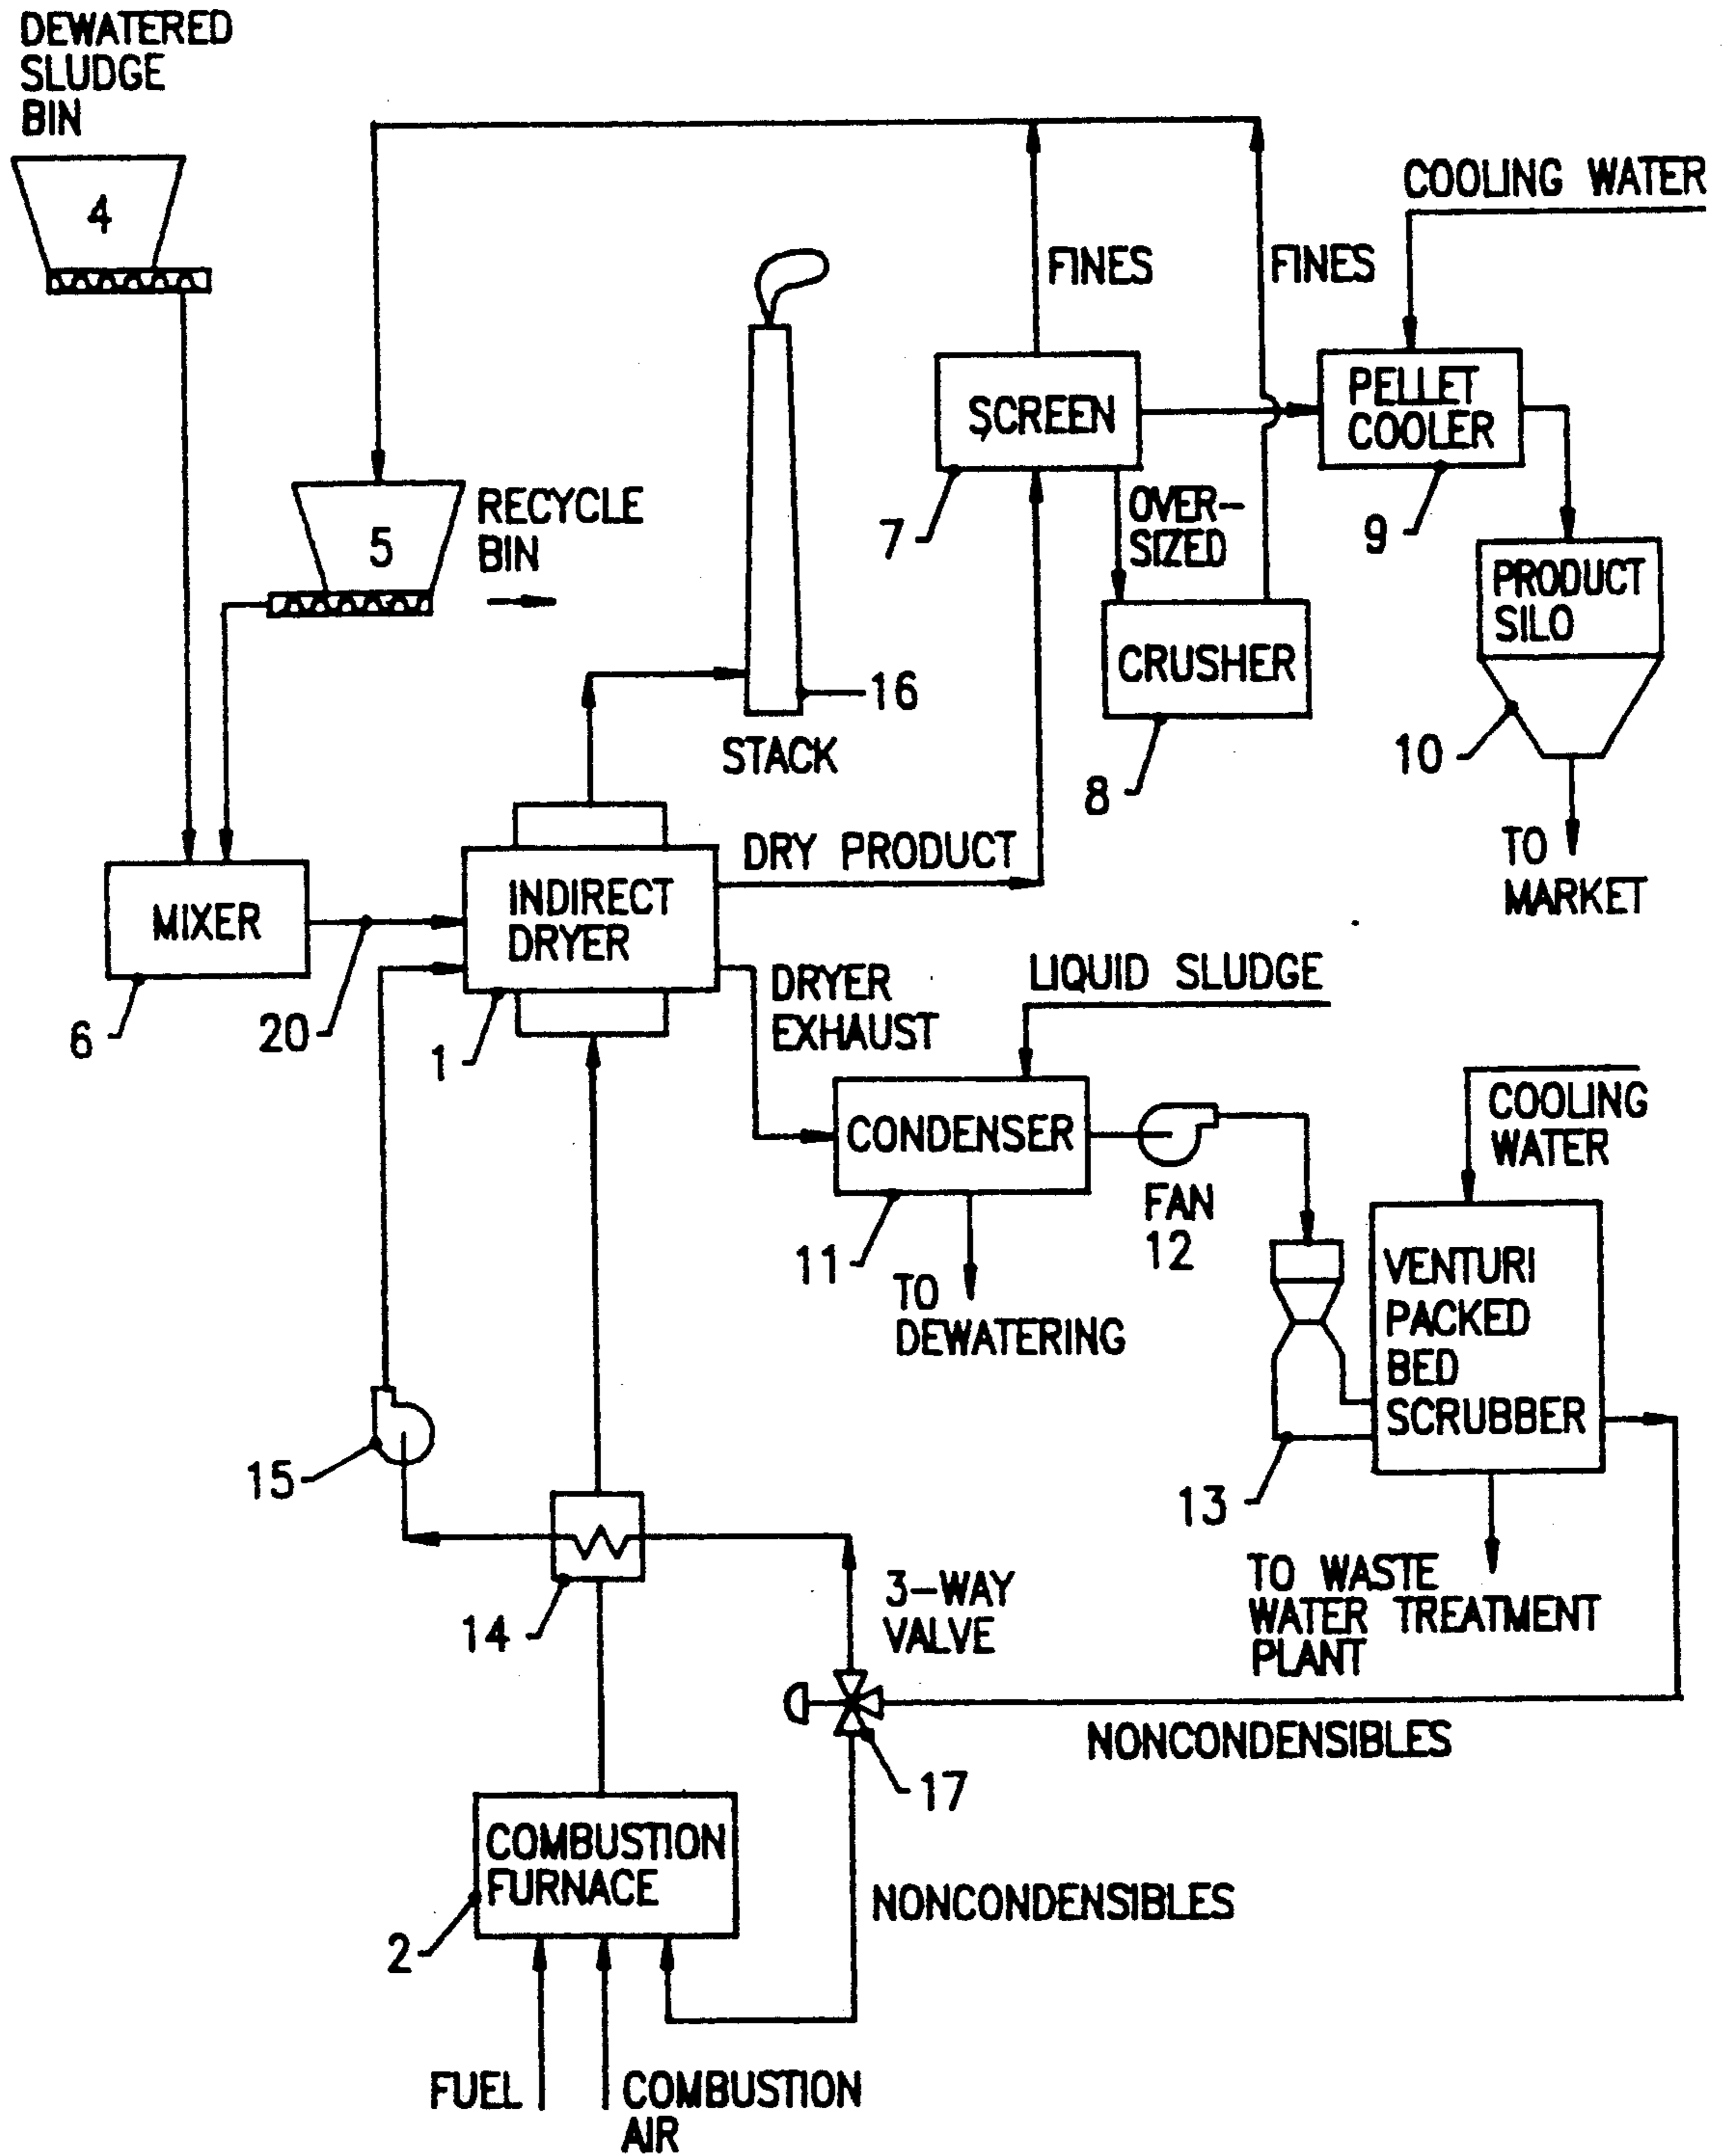 DEWATERED
SLUDGE
BIN
4
COOLING WATER
FINES
FINES
5
RECYCLE
BIN
SCREEN
7
PELLET
COOLER
9
OVER-
SIZED
CRUSHER
8
PRODUCT
SILO
10
TO
MARKET
16
STACK
MIXER
6
20
INDIRECT
DRYER
1
DRY PRODUCT
DRYER
EXHAUST
LIQUID SLUDGE
CONDENSER
11
TO
DEWATERING
FAN
12
COOLING
WATER
VENTURI
PACKED
BED
SCRUBBER
13
TO WASTE
WATER TREATMENT
PLANT
15
14
3-WAY
VALVE
17
NONCONDENSIBLES
COMBUSTION
FURNACE
2
NONCONDENSIBLES
FUEL
COMBUSTION
AIR